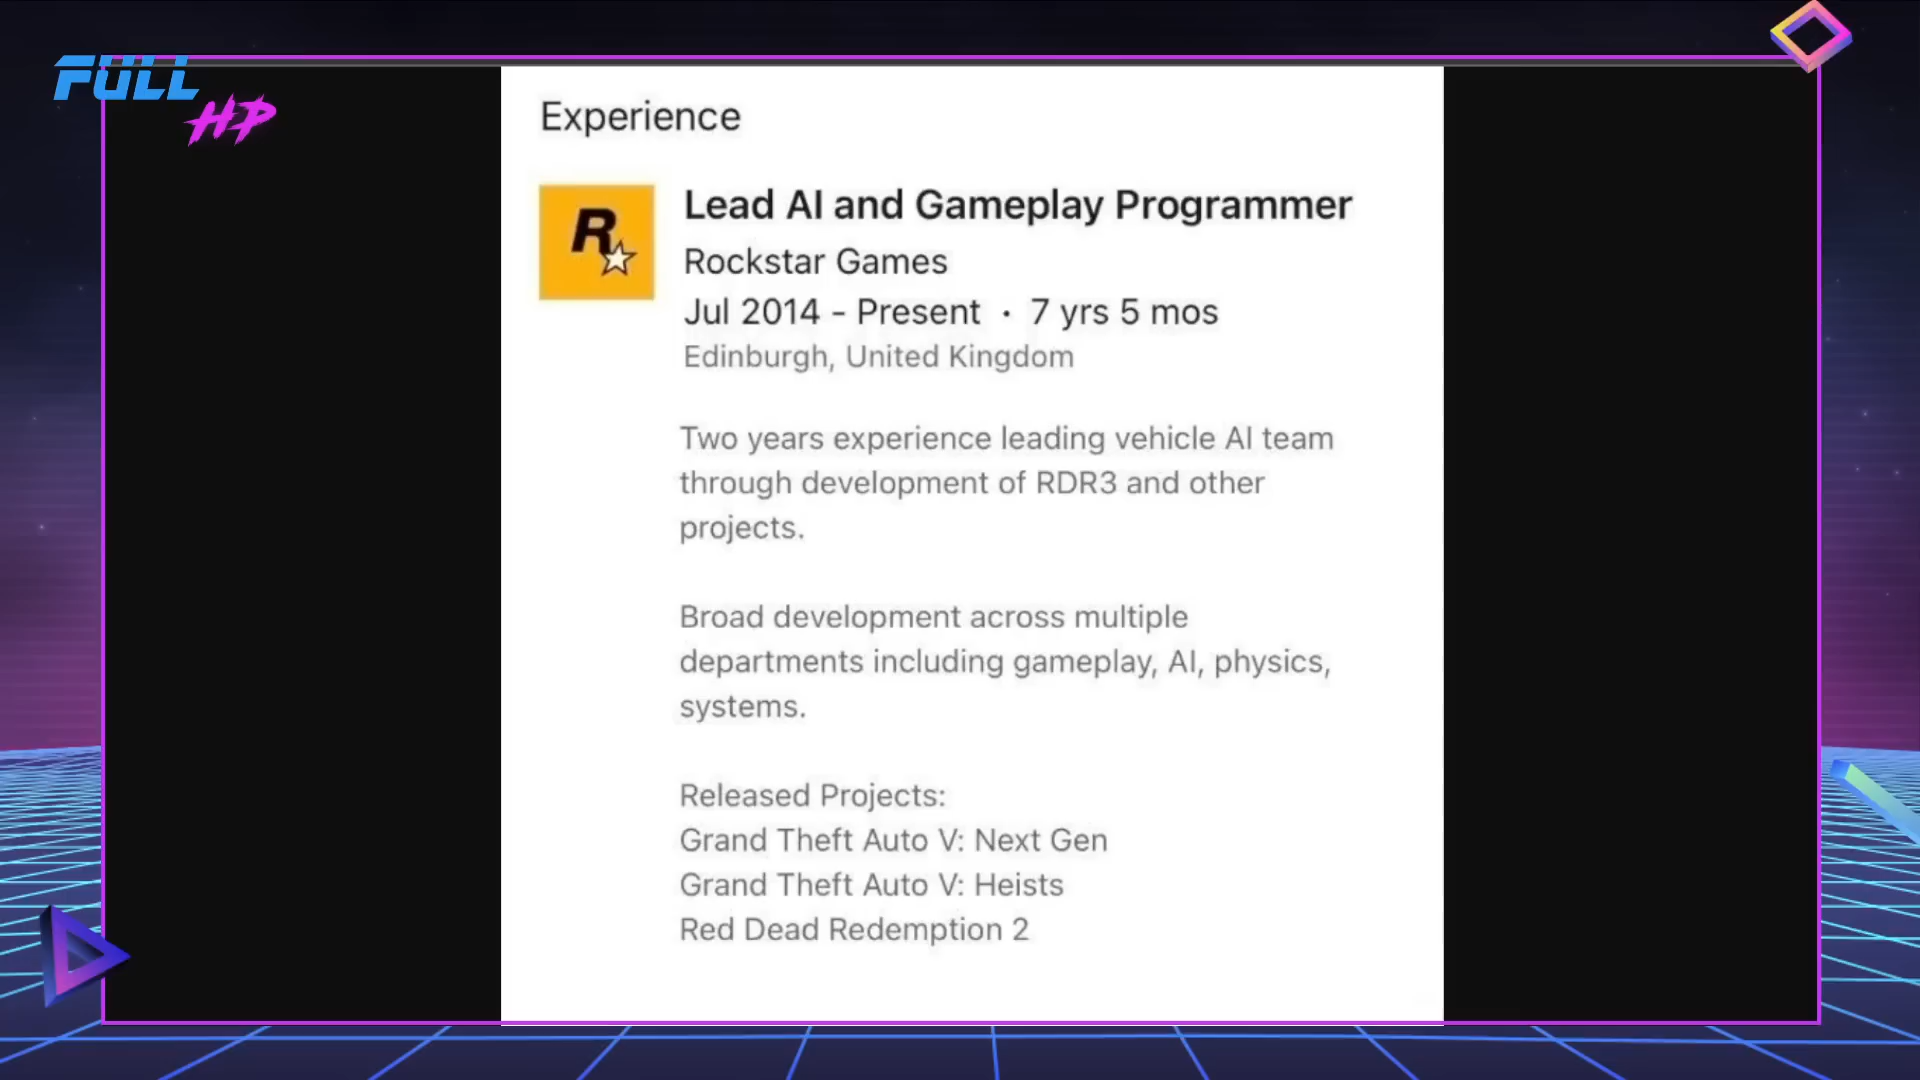 FULL
HP
Experience
R
Lead AI and Gameplay Programmer
Rockstar Games
Jul 2014 - Present · 7 yrs 5 mos
Edinburgh, United Kingdom
Two years experience leading vehicle AI team
through development of RDR3 and other
projects.
Broad development across multiple
departments including gameplay, AI, physics,
systems.
Released Projects:
Grand Theft Auto V: Next Gen
Grand Theft Auto V: Heists
Red Dead Redemption 2